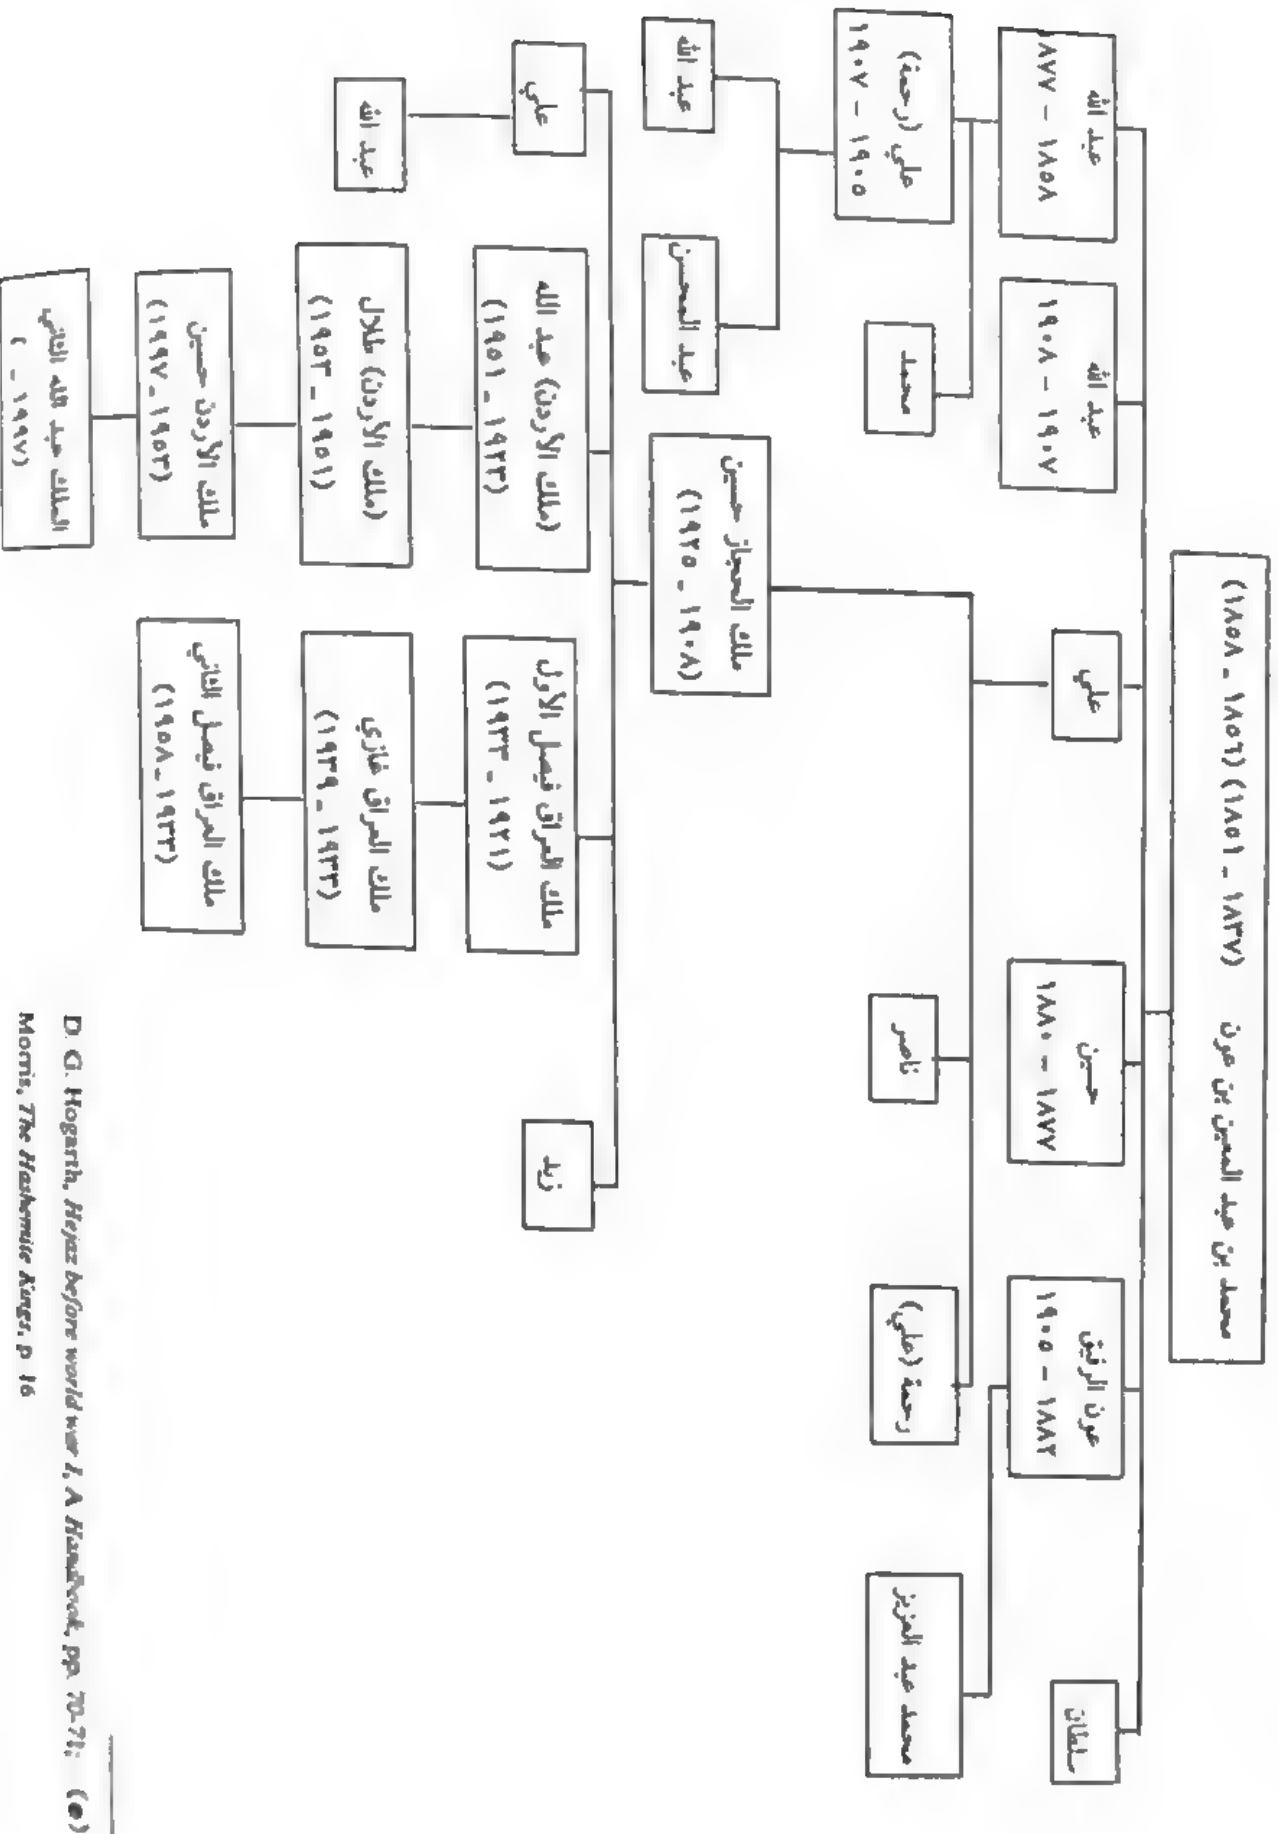 محمد بن عبد المعين بن عون (١٨٣٧ - ١٨٥١) (١٨٥٦ - ١٨٥٨)
عبد الله
١٨٥٨ - ٨٧٧
عبد الله
١٩٠٧ - ١٩٠٨
علي
حسين
١٨٧٧ - ١٨٨٠
عون الرفيق
١٨٨٢ - ١٩٠٥
سلطان
علي (رحمة)
١٩٠٥ - ١٩٠٧
محمد
ناصر
رحمة (علي)
محمد عبد العزيز
عبد الله
عبد المحسن
ملك الحجاز حسين
(١٩٠٨ - ١٩٢٥)
علي
(ملك الأردن) عبد الله
(١٩٢٣ - ١٩٥١)
ملك العراق فيصل الأول
(١٩٢١ - ١٩٣٣)
زيد
عبد الله
(ملك الأردن) طلال
(١٩٥١ - ١٩٥٢)
ملك العراق غازي
(١٩٣٣ - ١٩٣٩)
ملك الأردن حسين
(١٩٥٣ - ١٩٩٧)
ملك العراق فيصل الثاني
(١٩٣٣ - ١٩٥٨)
الملك عبد الله الثاني
(١٩٩٧ - )
D. G. Hogarth, Hejaz before world war I, A Handbook, pp. 70-71; (٥)
Morris, The Hashemite Kings, p 16